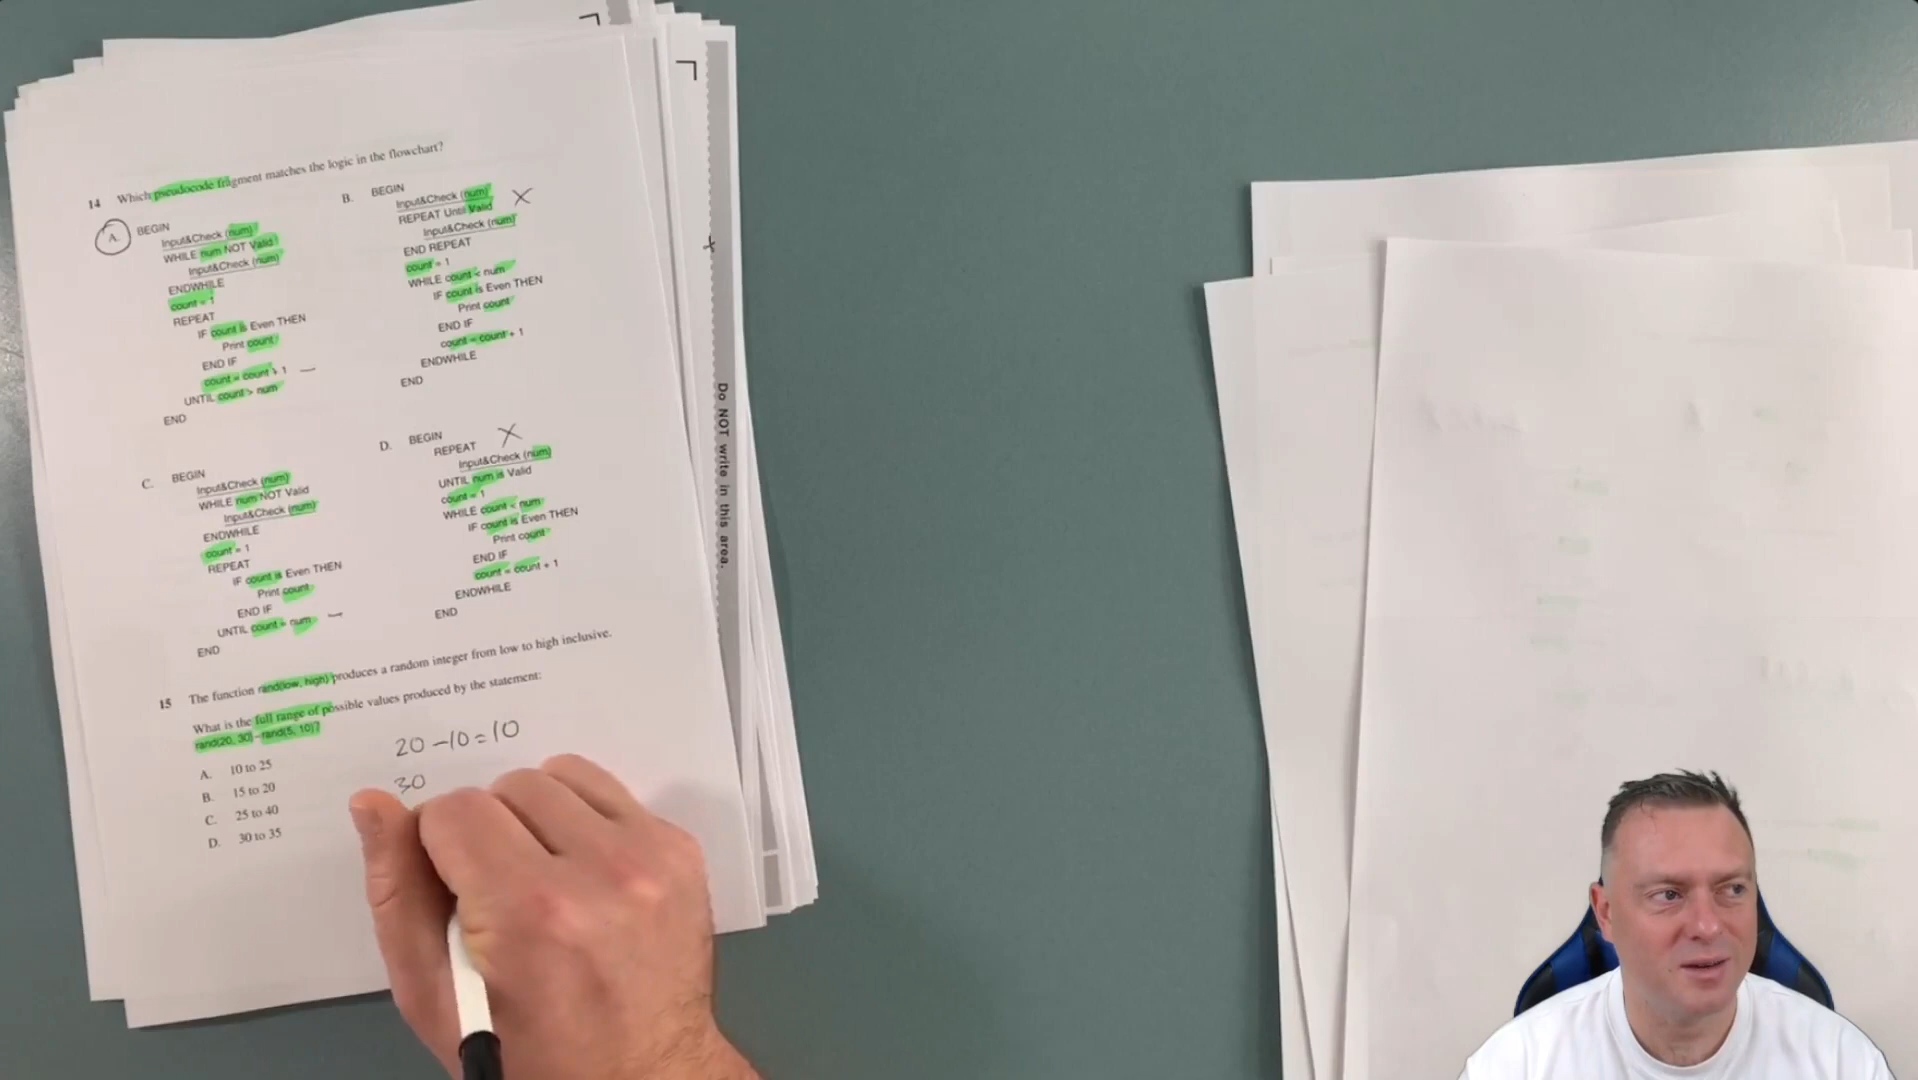 14 Which pseudocode fragment matches the logic in the flowchart?
A. BEGIN
Input&Check (num)
WHILE num NOT Valid
Input&Check (num)
ENDWHILE
count = 1
REPEAT
IF count is Even THEN
Print count
END IF
count = count + 1
UNTIL count > num
END
B. BEGIN
Input&Check (num)
REPEAT Until Valid
Input&Check (num)
END REPEAT
count = 1
WHILE count < num
IF count is Even THEN
Print count
END IF
count = count + 1
ENDWHILE
END
C. BEGIN
Input&Check (num)
WHILE num NOT Valid
Input&Check (num)
ENDWHILE
count = 1
REPEAT
IF count is Even THEN
Print count
END IF
UNTIL count = num
END
D. BEGIN
REPEAT
Input&Check (num)
UNTIL num is Valid
count = 1
WHILE count < num
IF count is Even THEN
Print count
END IF
count = count + 1
ENDWHILE
END
15 The function rand(low, high) produces a random integer from low to high inclusive.
What is the full range of possible values produced by the statement:
rand(20, 30)–rand(5, 10)?
A. 10 to 25
B. 15 to 20
C. 25 to 40
D. 30 to 35
20 – 10 = 10
30
Do NOT write in this area.